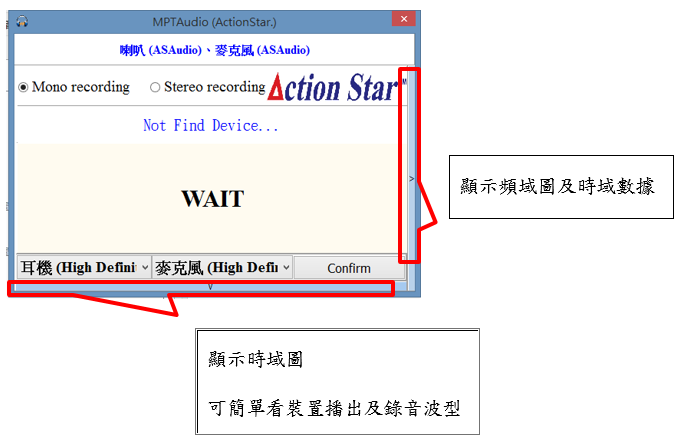 MPTAudio (ActionStar.)
喇叭 (ASAudio)、麥克風 (ASAudio)
Mono recording Stereo recording Action Star
Not Find Device...
>
顯示頻域圖及時域數據
WAIT
耳機 (High Defini 麥克風 (High Defin Confirm
v
顯示時域圖
可簡單看裝置播出及錄音波型